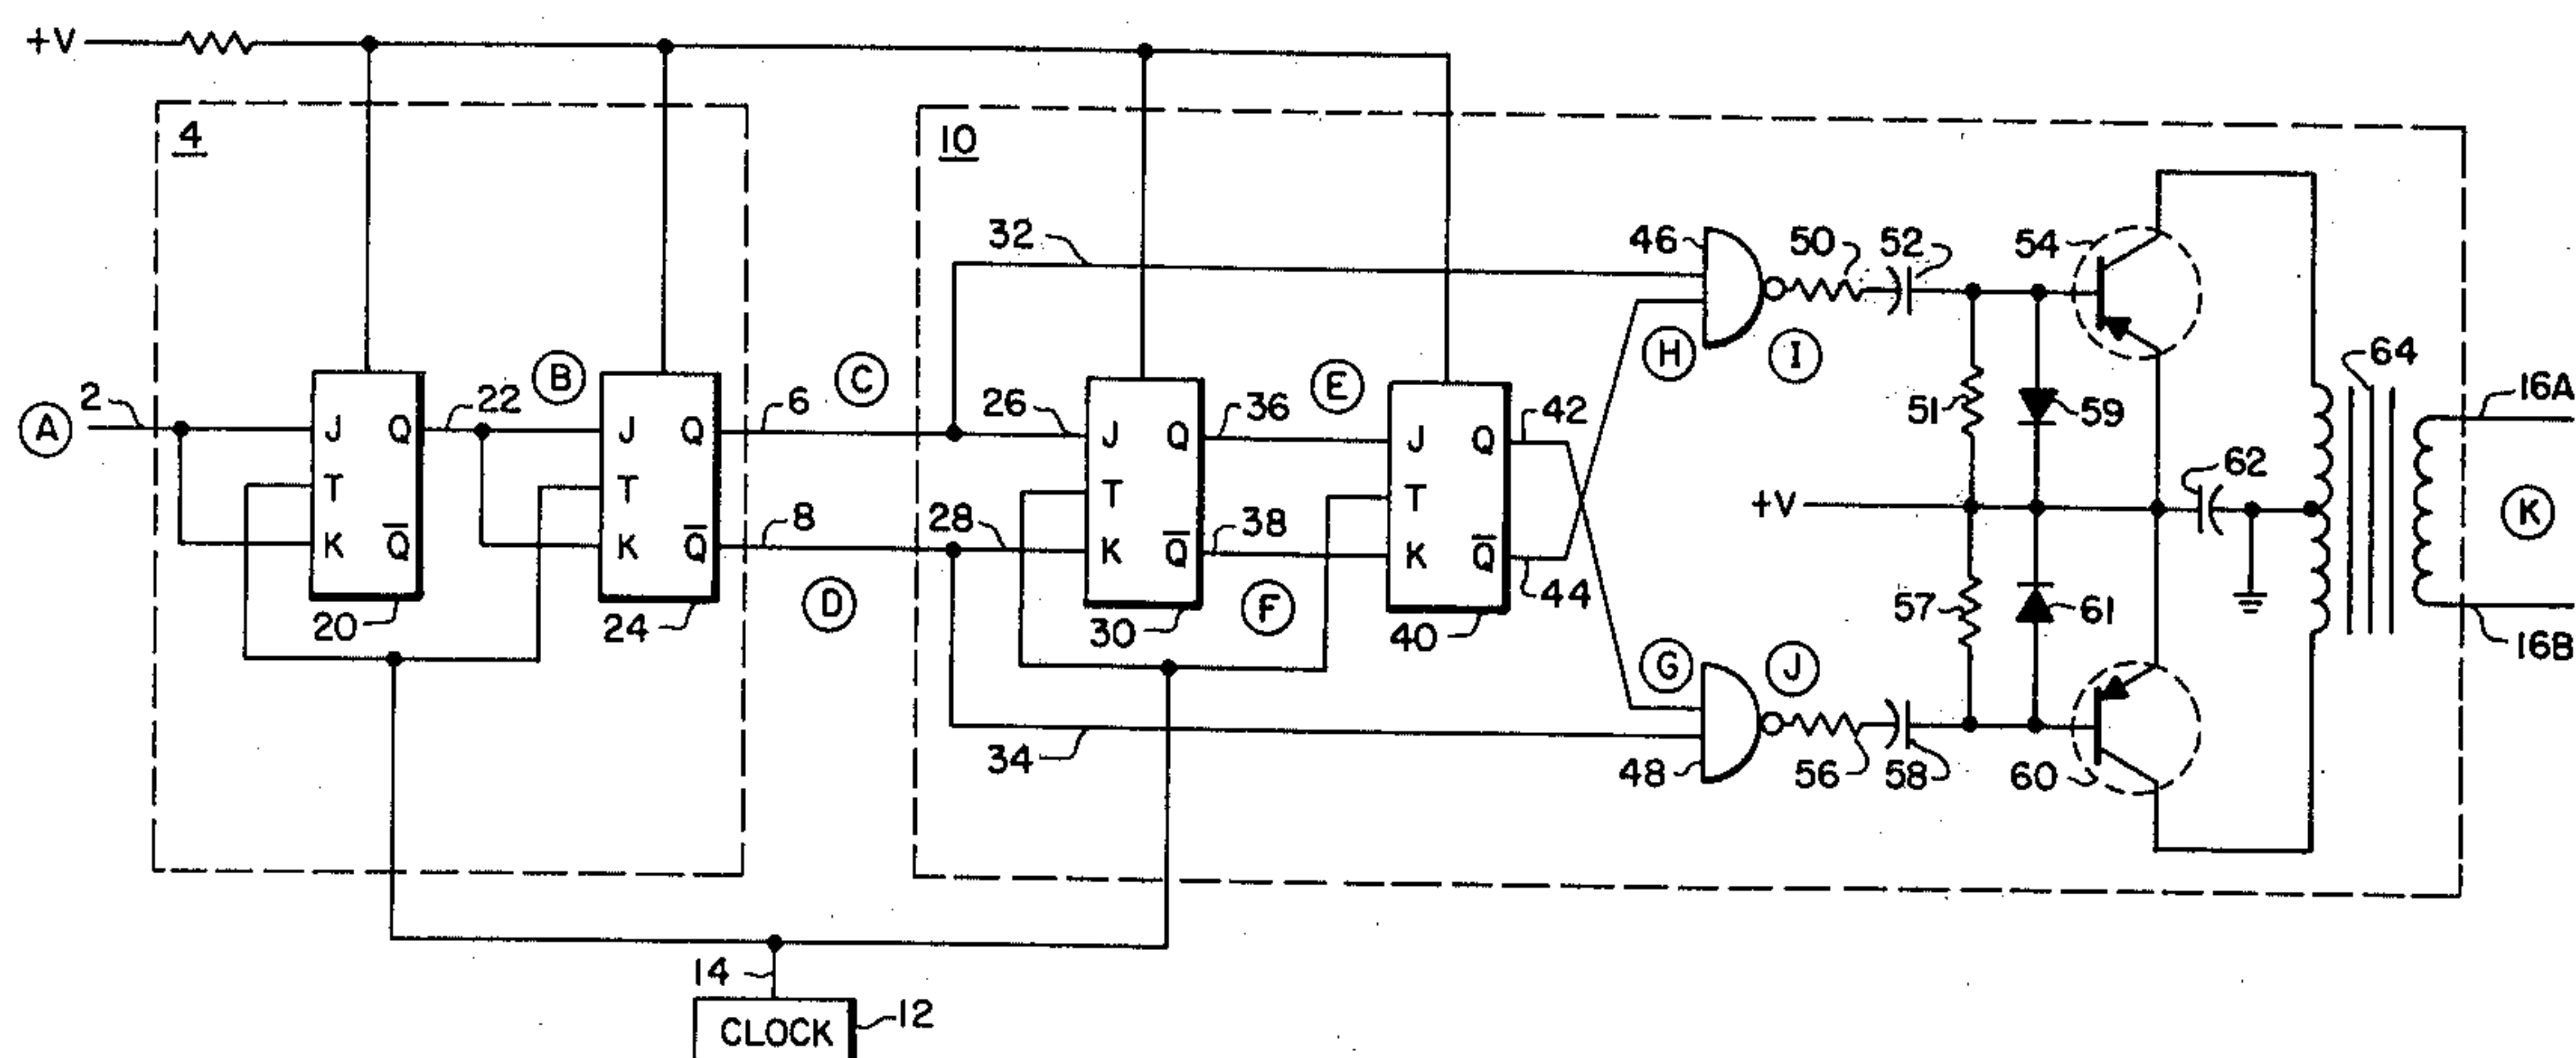 +V
4
10
32
46
50
52
54
64
A
2
22
B
6
C
26
36
E
42
H
I
51
59
16A
J Q
T
K Q̅
J Q
T
K Q̅
J Q
T
K Q̅
J Q
T
K Q̅
+V
62
K
20
24
8
D
28
30
38
F
40
44
G
J
57
61
16B
34
48
56
58
60
14
CLOCK
12